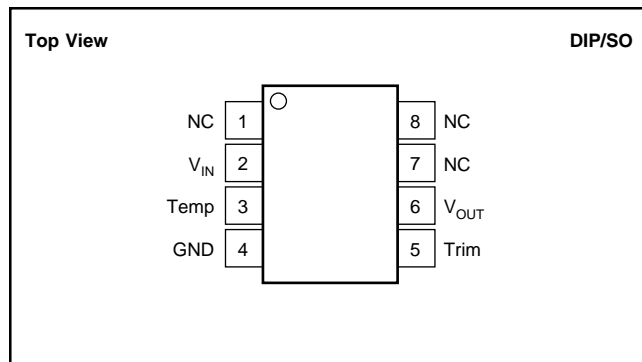 Top View DIP/SO
NC 1 8 NC
V_IN 2 7 NC
Temp 3 6 V_OUT
GND 4 5 Trim